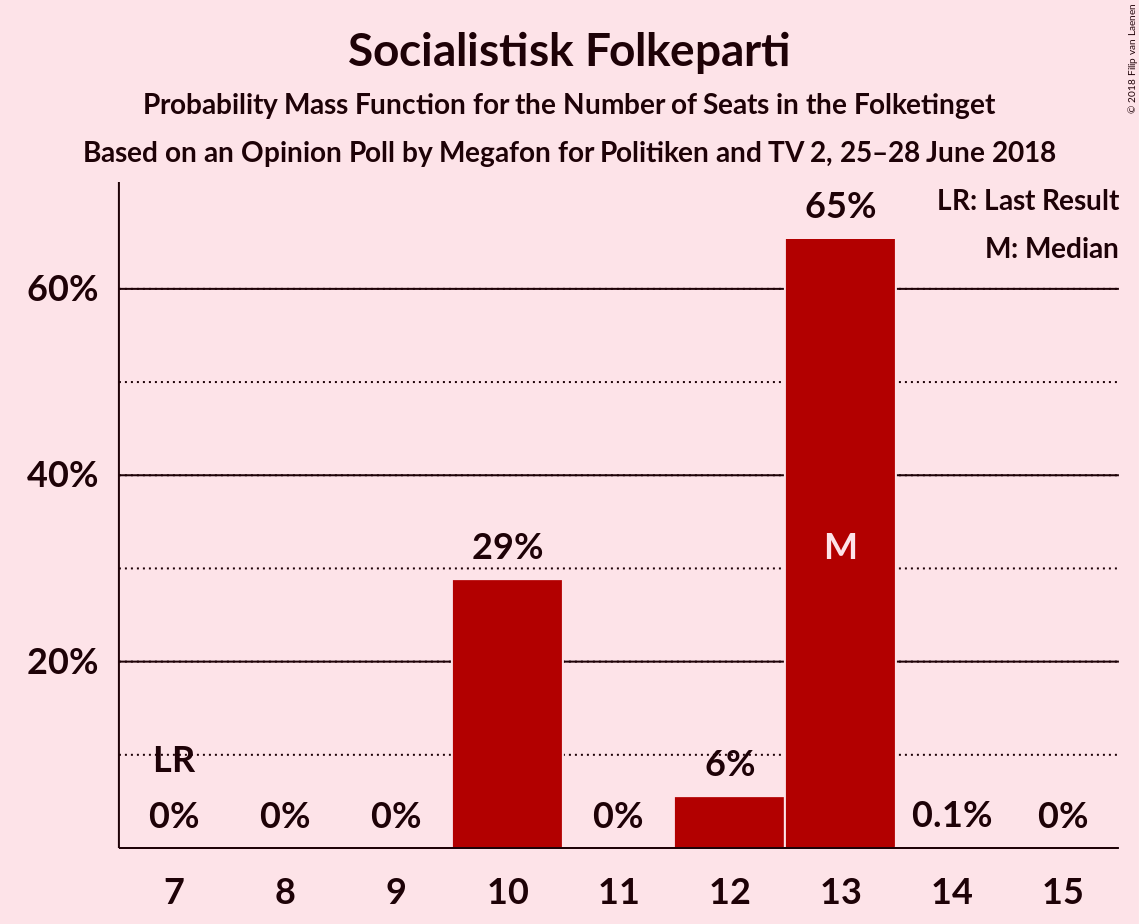 Socialistisk Folkeparti
Probability Mass Function for the Number of Seats in the Folketinget
Based on an Opinion Poll by Megafon for Politiken and TV 2, 25–28 June 2018
© 2018 Filip van Laenen
LR: Last Result
M: Median
65%
60%
40%
29%
M
20%
LR
6%
0%
0%
0%
0%
0.1%
0%
7 8 9 10 11 12 13 14 15